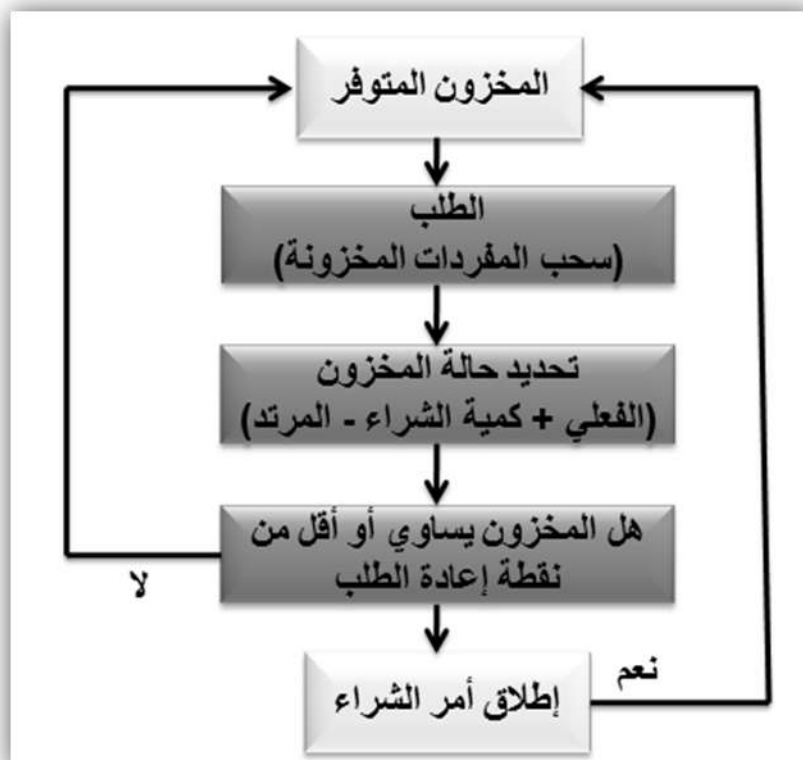 المخزون المتوفر
الطلب
(سحب المفردات المخزونة)
تحديد حالة المخزون
(الفعلي + كمية الشراء - المرتد)
هل المخزون يساوي أو أقل من
نقطة إعادة الطلب
لا
نعم
إطلاق أمر الشراء